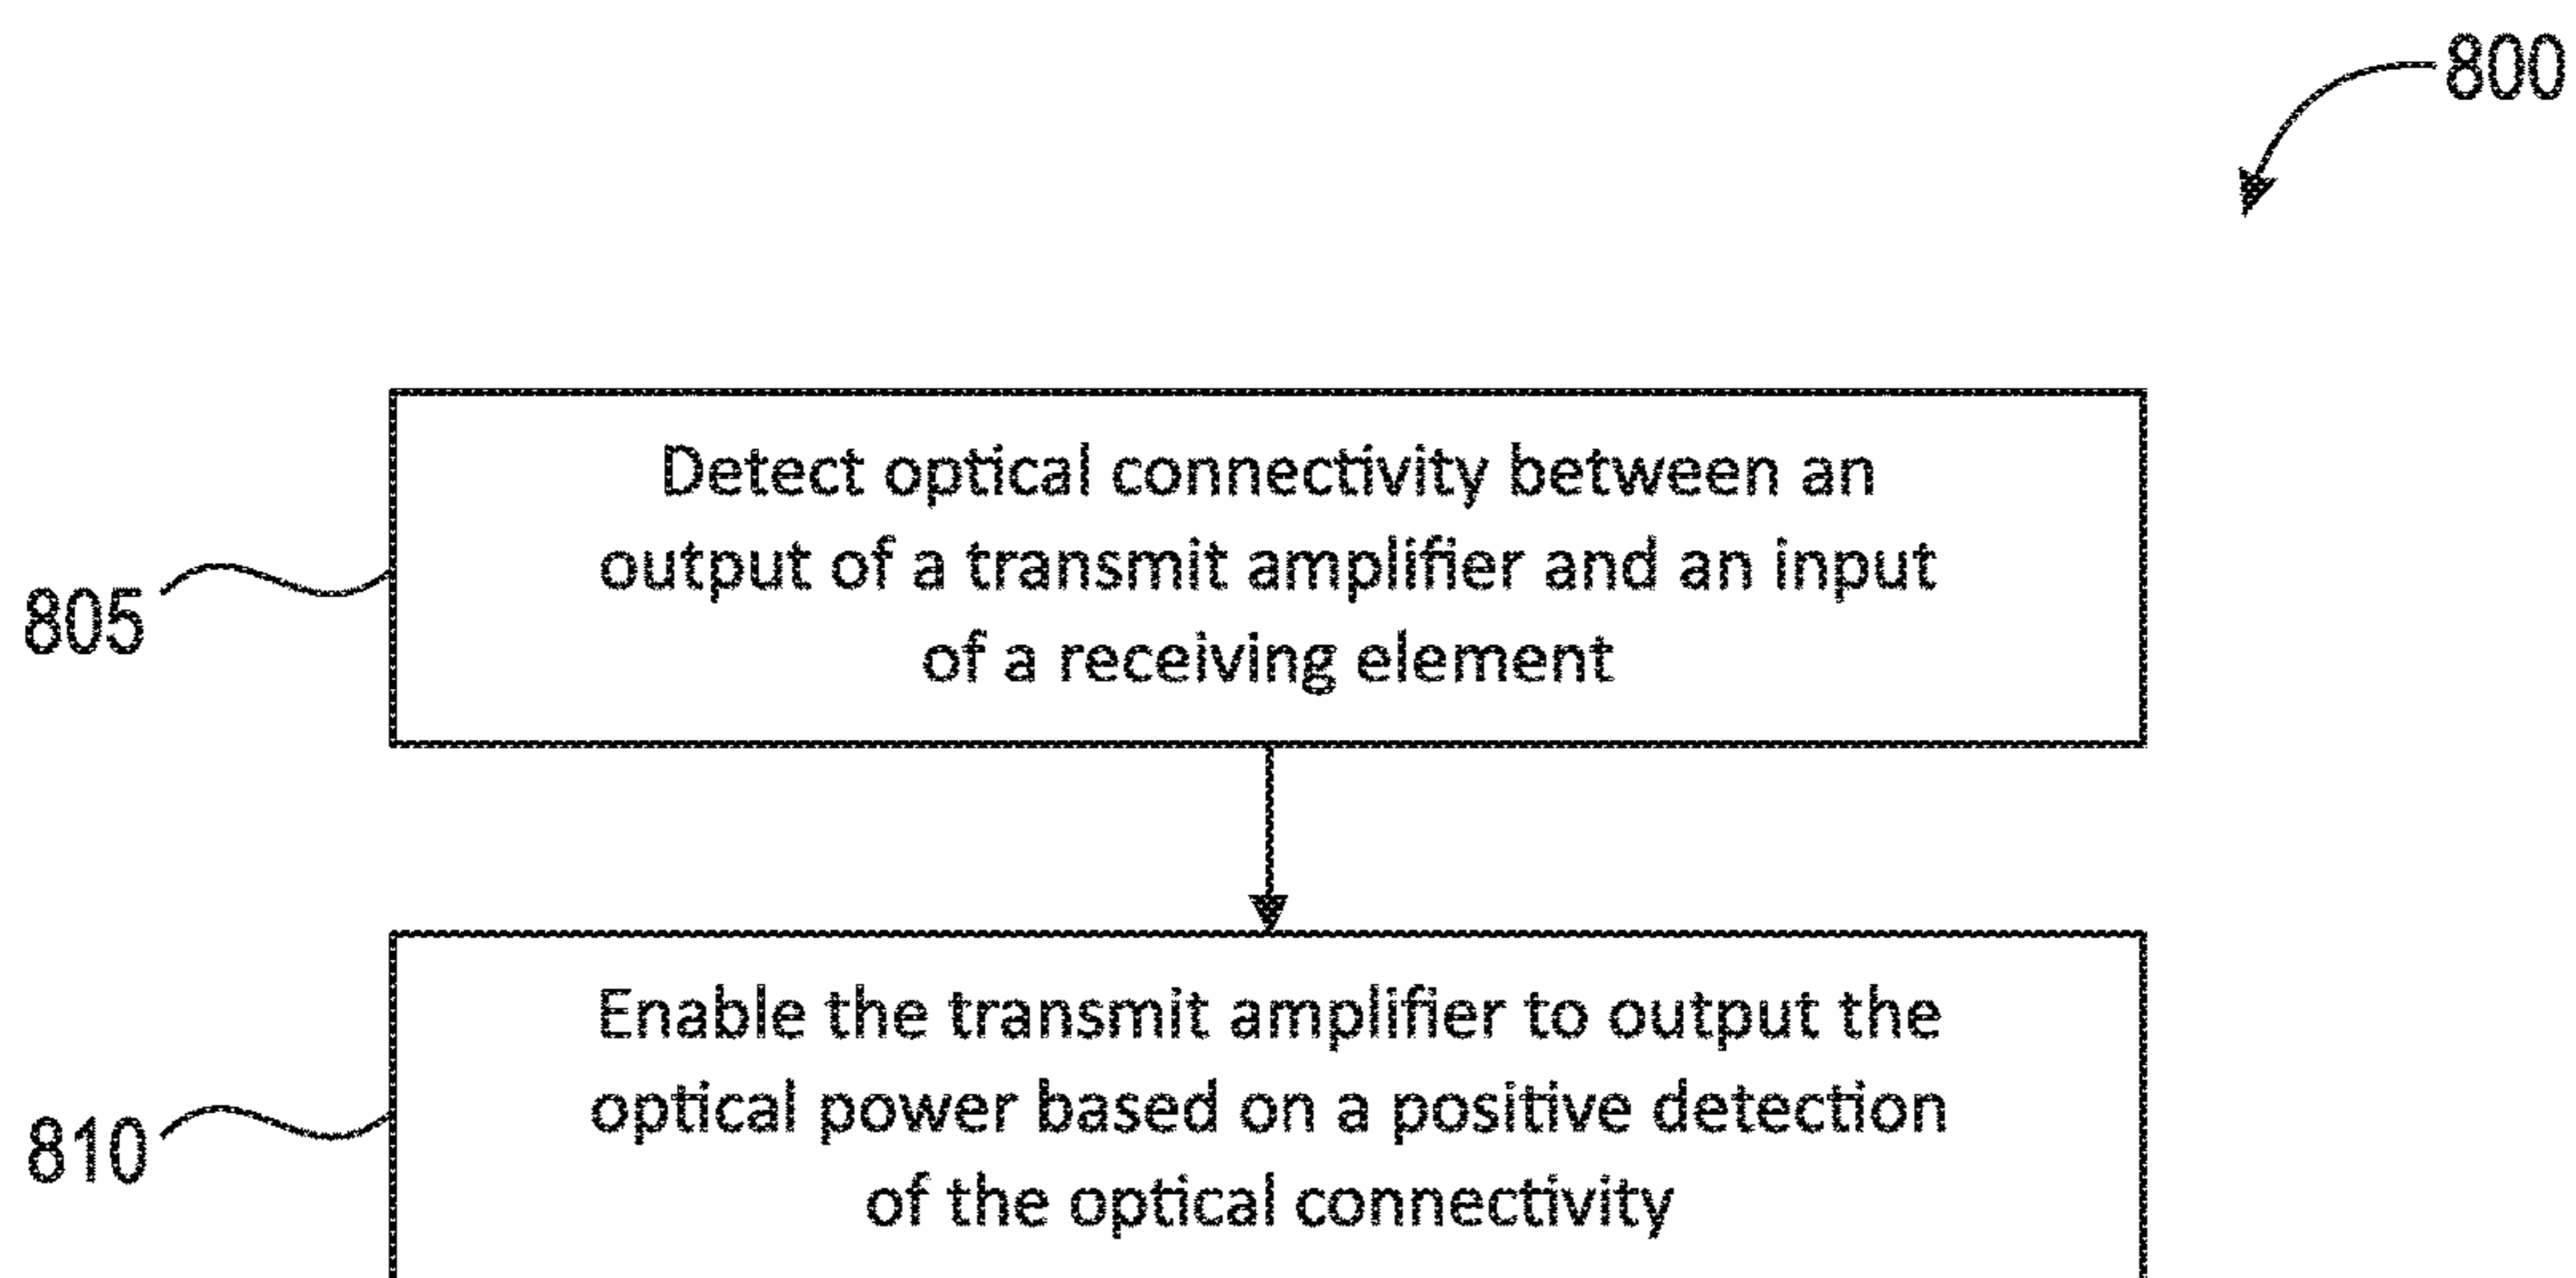 800
Detect optical connectivity between an
output of a transmit amplifier and an input
of a receiving element
805
Enable the transmit amplifier to output the
optical power based on a positive detection
of the optical connectivity
810